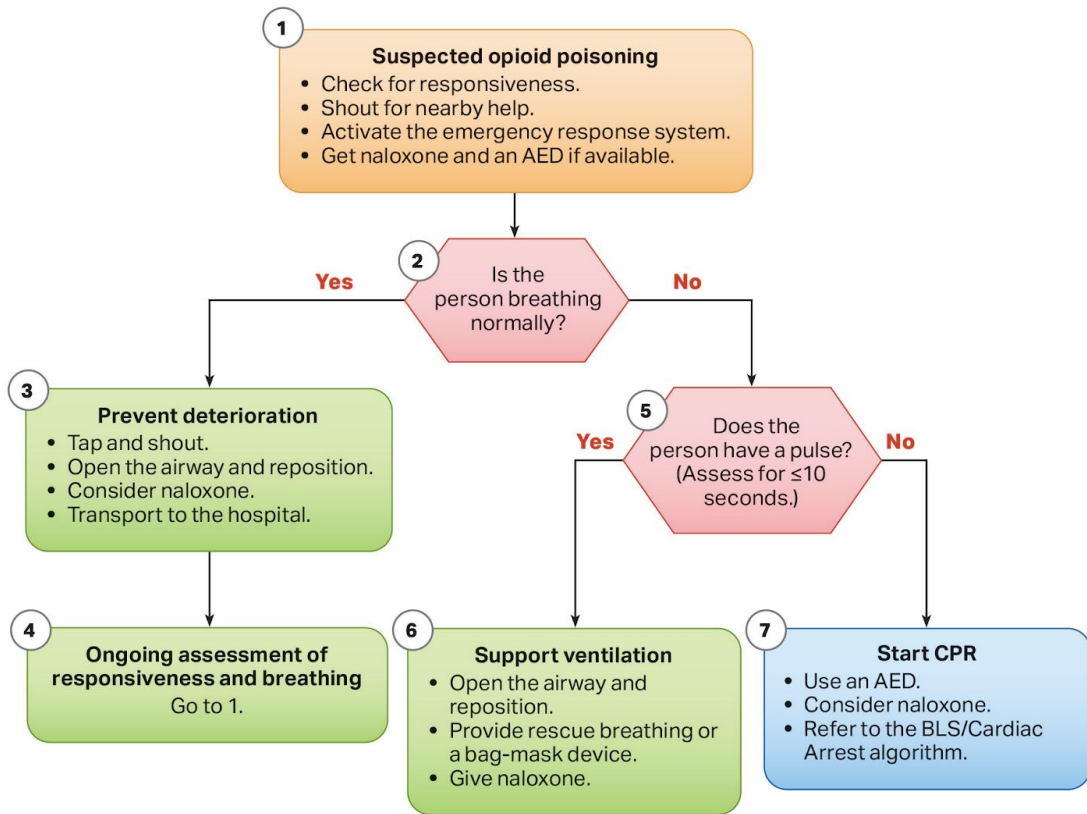 1
Suspected opioid poisoning
• Check for responsiveness.
• Shout for nearby help.
• Activate the emergency response system.
• Get naloxone and an AED if available.
2
Is the
person breathing
normally?
Yes
No
3
Prevent deterioration
• Tap and shout.
• Open the airway and reposition.
• Consider naloxone.
• Transport to the hospital.
5
Does the
person have a pulse?
(Assess for ≤10
seconds.)
Yes
No
4
Ongoing assessment of
responsiveness and breathing
Go to 1.
6
Support ventilation
• Open the airway and
reposition.
• Provide rescue breathing or
a bag-mask device.
• Give naloxone.
7
Start CPR
• Use an AED.
• Consider naloxone.
• Refer to the BLS/Cardiac
Arrest algorithm.